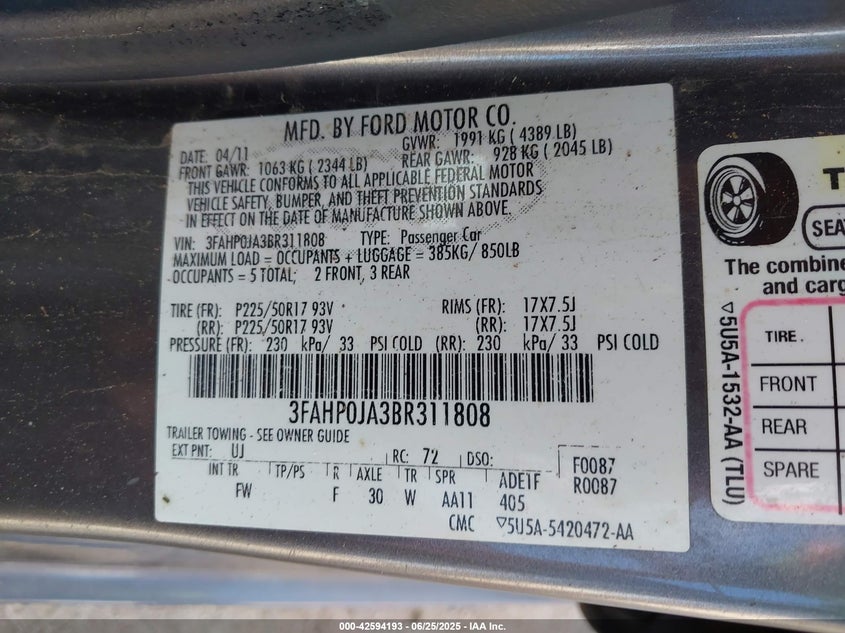 MFD. BY FORD MOTOR CO.
DATE: 04/11 GVWR: 1991 KG ( 4389 LB)
FRONT GAWR: 1063 KG ( 2344 LB) REAR GAWR: 928 KG ( 2045 LB)
THIS VEHICLE CONFORMS TO ALL APPLICABLE FEDERAL MOTOR
VEHICLE SAFETY, BUMPER, AND THEFT PREVENTION STANDARDS
IN EFFECT ON THE DATE OF MANUFACTURE SHOWN ABOVE.
VIN: 3FAHP0JA3BR311808 TYPE: Passenger Car
MAXIMUM LOAD = OCCUPANTS + LUGGAGE = 385KG/ 850LB
OCCUPANTS = 5 TOTAL; 2 FRONT, 3 REAR
TIRE (FR): P225/50R17 93V RIMS (FR): 17X7.5J
(RR): P225/50R17 93V (RR): 17X7.5J
PRESSURE (FR): 230 kPa/ 33 PSI COLD (RR): 230 kPa/ 33 PSI COLD
3FAHP0JA3BR311808
TRAILER TOWING - SEE OWNER GUIDE
EXT PNT: UJ RC: 72 DSO: F0087
INT TR TP/PS R AXLE TR SPR ADE1F R0087
FW F 30 W AA11 405
CMC ▽5U5A-5420472-AA
T
SEAT
The combine
and carg
▽5U5A-1532-AA (TLU)
TIRE.
FRONT
REAR
SPARE
000-42594193 - 06/25/2025 - IAA Inc.